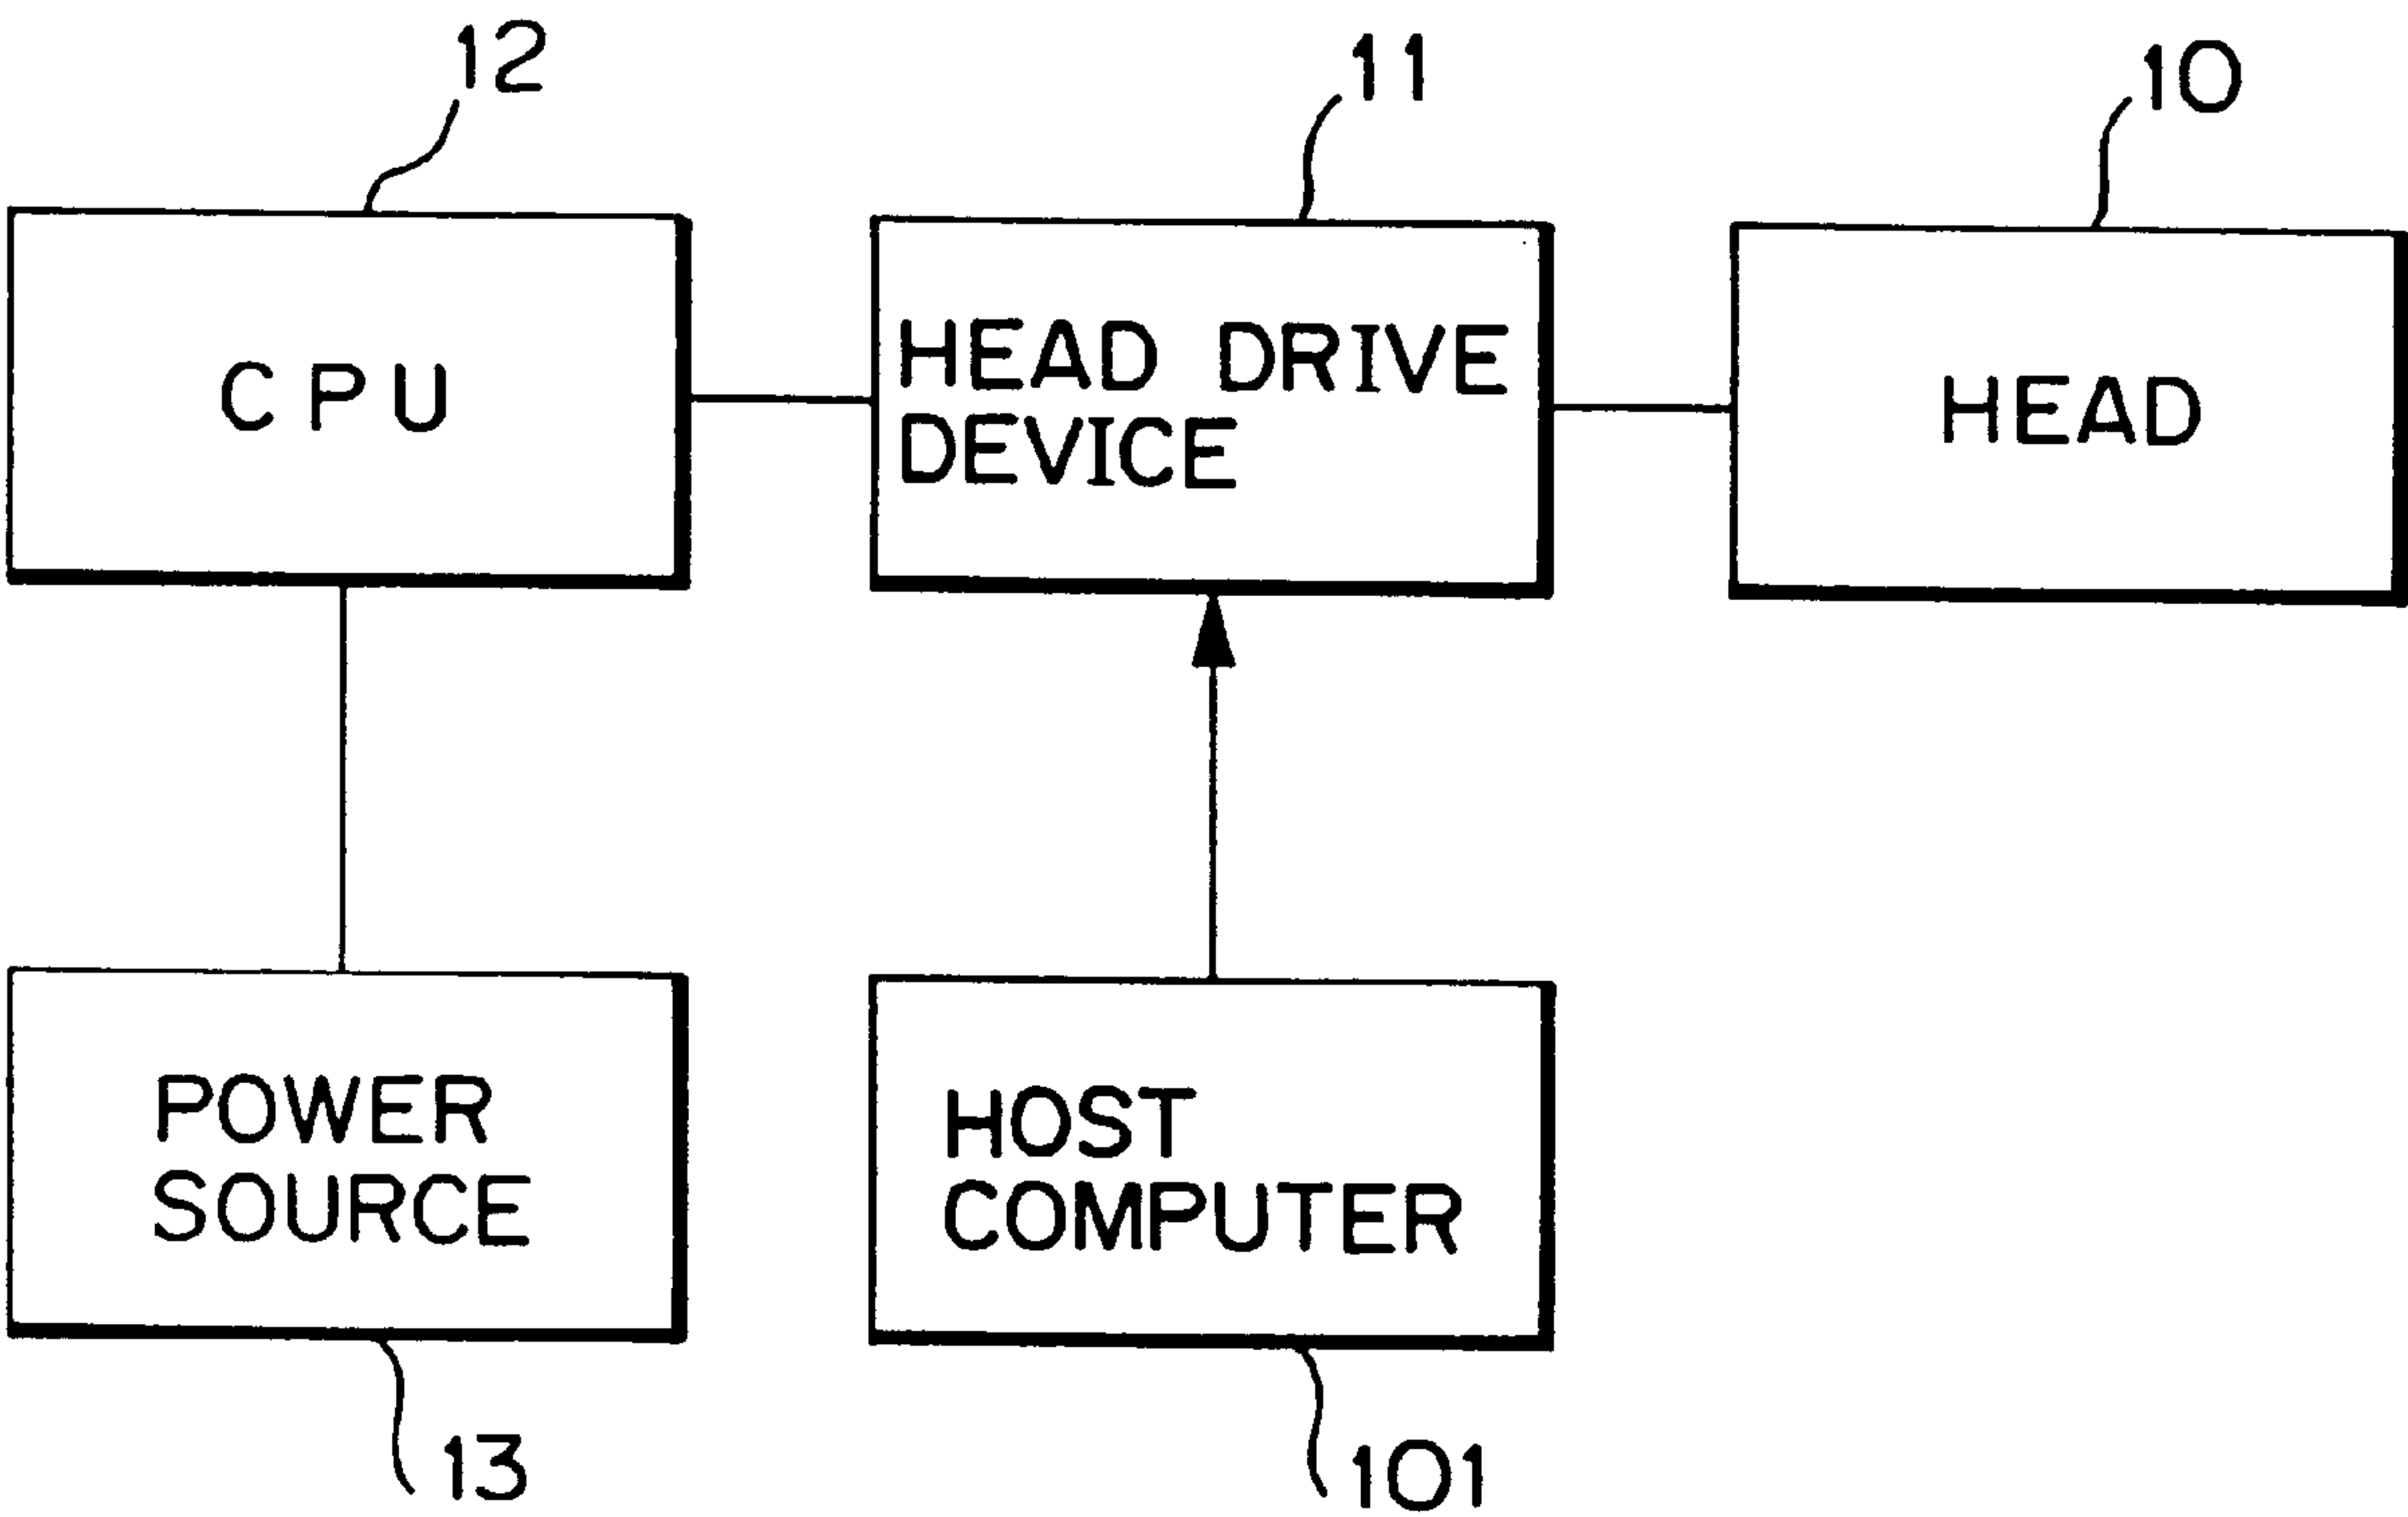 12
11
10
CPU
HEAD DRIVE
DEVICE
HEAD
POWER
SOURCE
HOST
COMPUTER
13
101